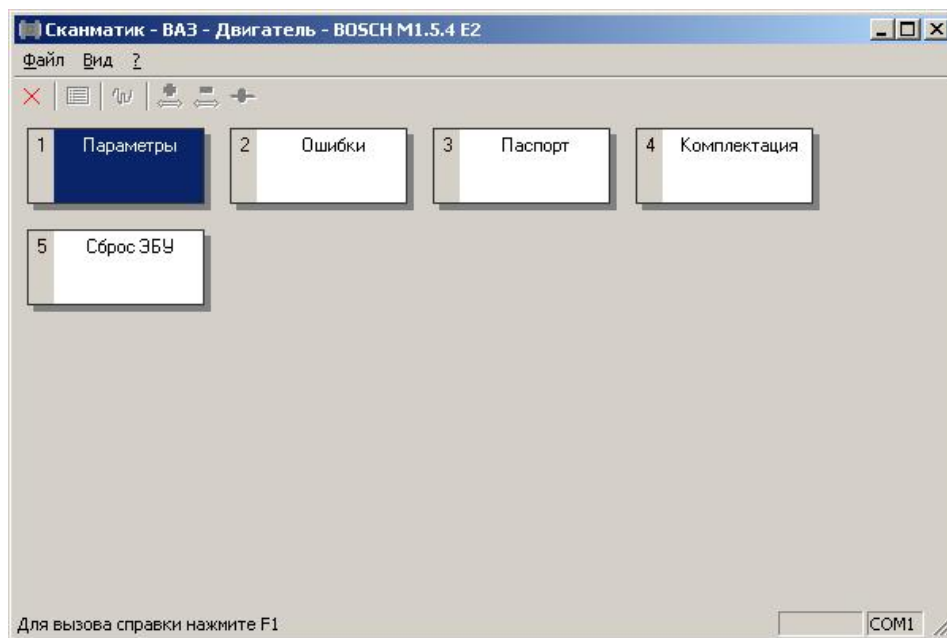 Сканматик - ВАЗ - Двигатель - BOSCH M1.5.4 E2
Файл Вид ?
1 Параметры 2 Ошибки 3 Паспорт 4 Комплектация
5 Сброс ЭБУ
Для вызова справки нажмите F1 COM1